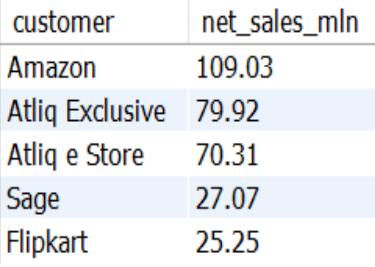 customer net_sales_mln
Amazon 109.03
Atliq Exclusive 79.92
Atliq e Store 70.31
Sage 27.07
Flipkart 25.25